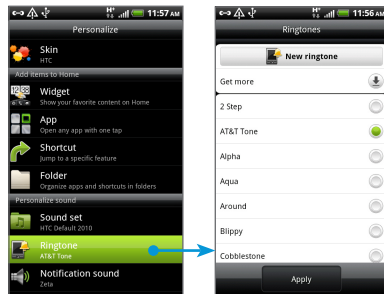 11:57 AM
Personalize
Skin
HTC
Add items to Home
Widget
Show your favorite content on Home
App
Open any app with one tap
Shortcut
Jump to a specific feature
Folder
Organize apps and shortcuts in folders
Personalize sound
Sound set
HTC Default 2010
Ringtone
AT&T Tone
Notification sound
Zeta
11:56 AM
Ringtones
New ringtone
Get more
2 Step
AT&T Tone
Alpha
Aqua
Around
Blippy
Cobblestone
Apply